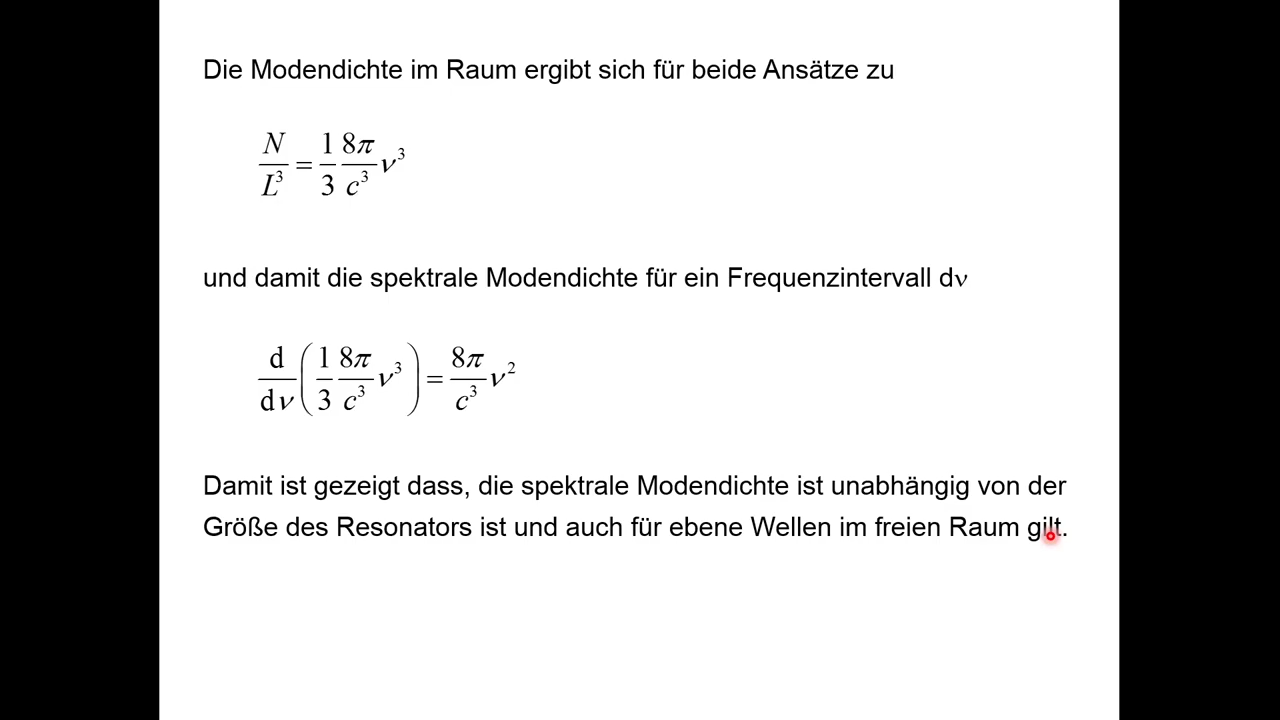 Die Modendichte im Raum ergibt sich für beide Ansätze zu
N/L³ = 1/3 8π/c³ ν³
und damit die spektrale Modendichte für ein Frequenzintervall dν
d/dν (1/3 8π/c³ ν³) = 8π/c³ ν²
Damit ist gezeigt dass, die spektrale Modendichte ist unabhängig von der
Größe des Resonators ist und auch für ebene Wellen im freien Raum gilt.